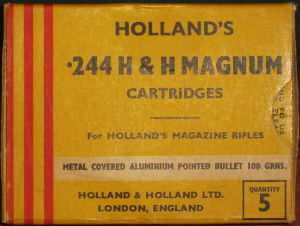 HOLLAND'S
.244 H & H MAGNUM
CARTRIDGES
For HOLLAND'S MAGAZINE RIFLES
METAL COVERED ALUMINIUM POINTED BULLET 100 GRNS.
HOLLAND & HOLLAND LTD.
LONDON, ENGLAND
QUANTITY
5